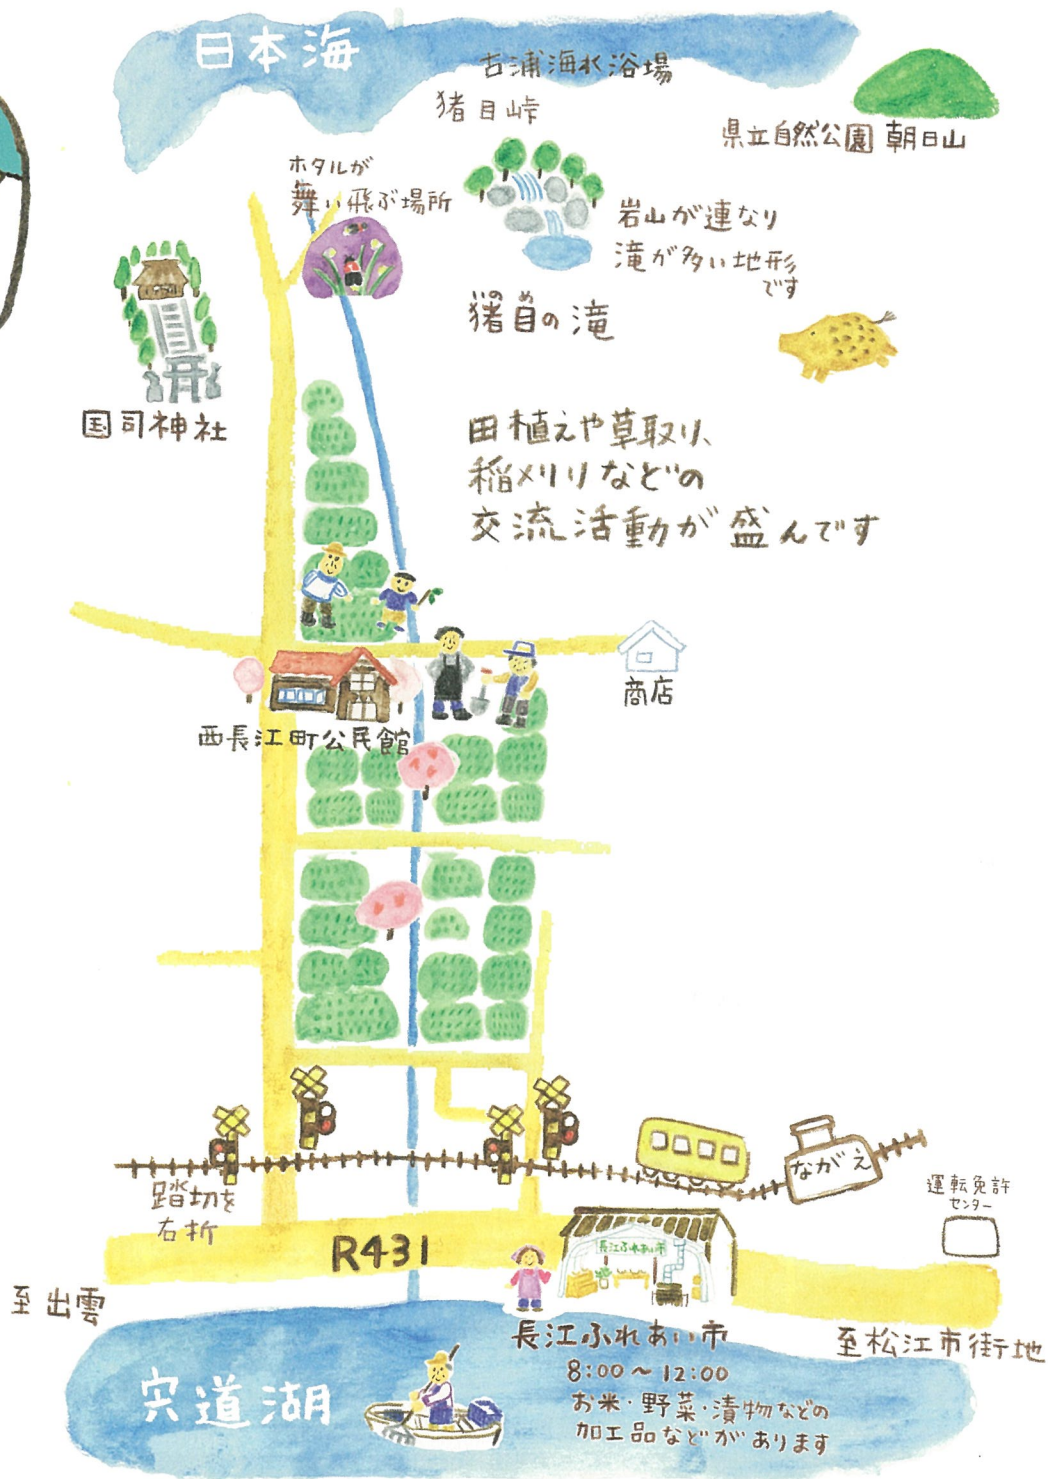 日本海
古浦海水浴場
猪目峠
県立自然公園 朝日山
ホタルが
舞い飛ぶ場所
岩山が連なり
滝が多い地形
です
いのめ
猪目の滝
国司神社
田植えや草取り、
稲刈りなどの
交流活動が盛んです
商店
西長江町公民館
ながえ
運転免許
センター
踏切を
右折
R431
長江ふれあい市
至出雲
長江ふれあい市
至松江市街地
8:00～12:00
お米・野菜・漬物などの
加工品などがあります
宍道湖